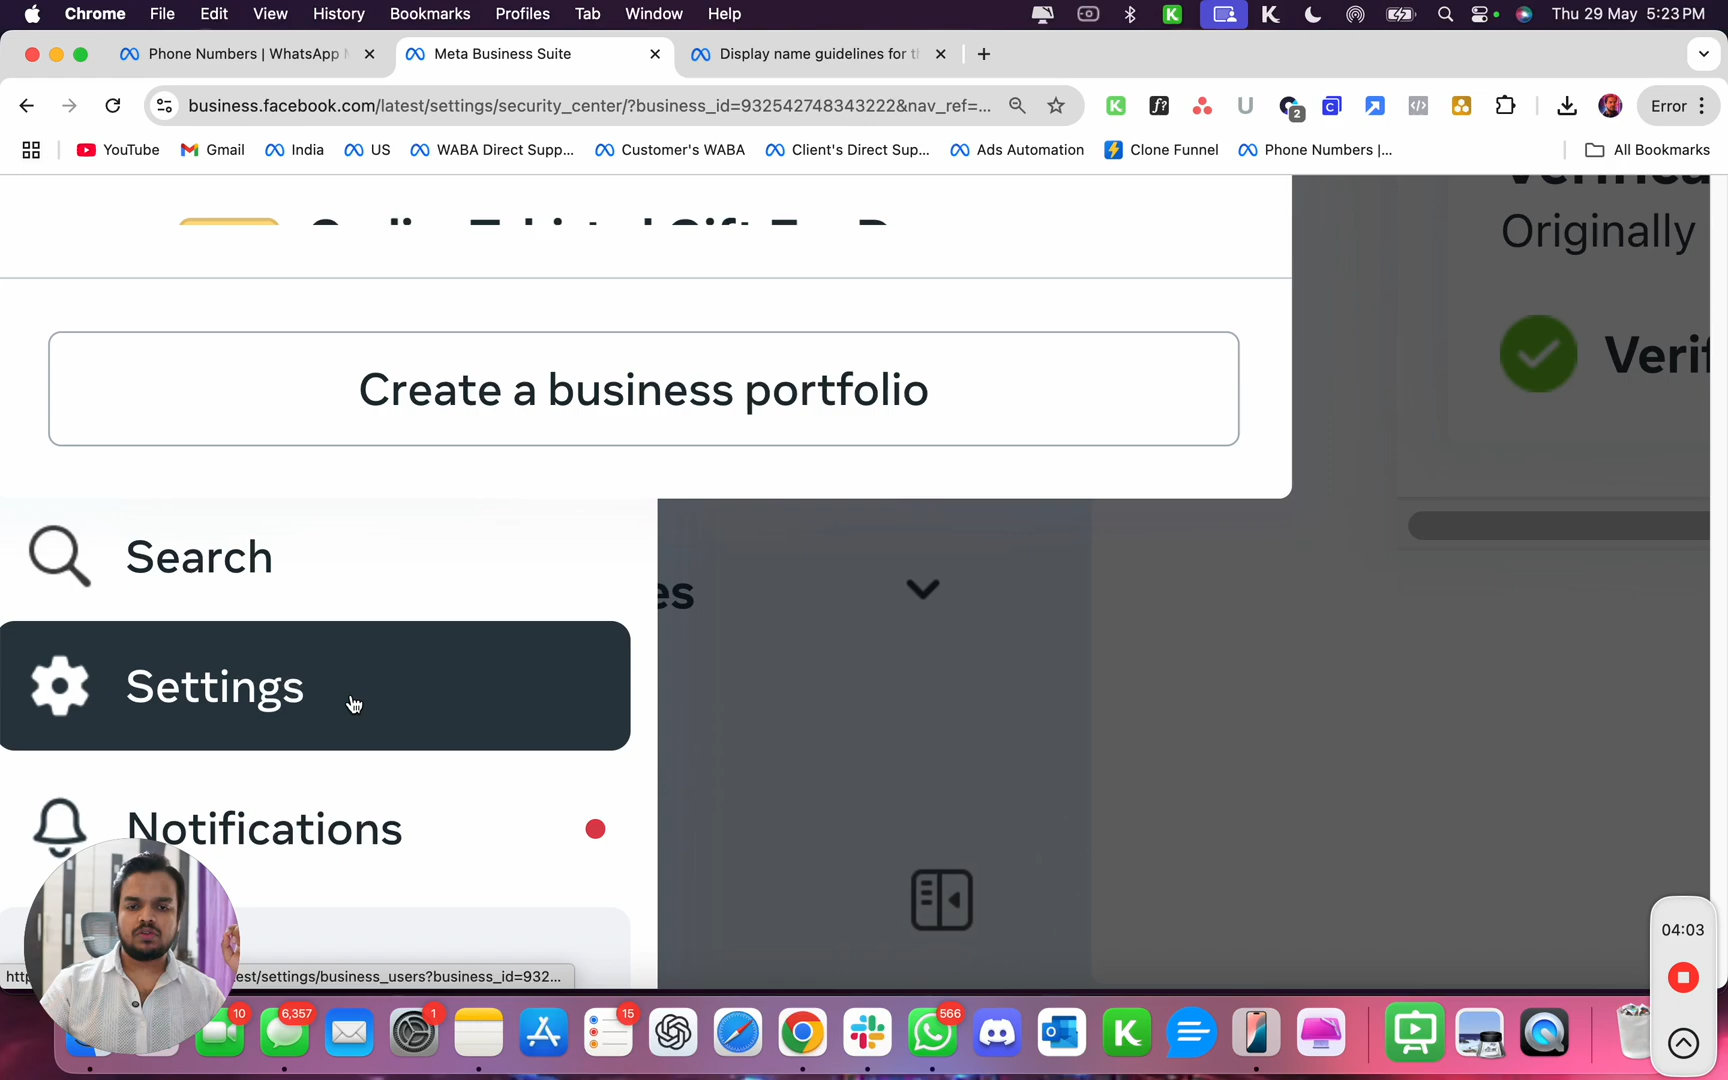 Chrome File Edit View History Bookmarks Profiles Tab Window Help Thu 29 May 5:23 PM
Phone Numbers | WhatsApp Meta Business Suite Display name guidelines for
business.facebook.com/latest/settings/security_center/?business_id=932542748343222&nav_ref=... 2 Error
YouTube Gmail India US WABA Direct Supp... Customer's WABA Client's Direct Sup... Ads Automation Clone Funnel Phone Numbers |... All Bookmarks
Originally
Create a business portfolio
Verif
Search
es
Settings
Notifications
est/settings/business_users?business_id=932...
04:03
10 6,357 1 15 566